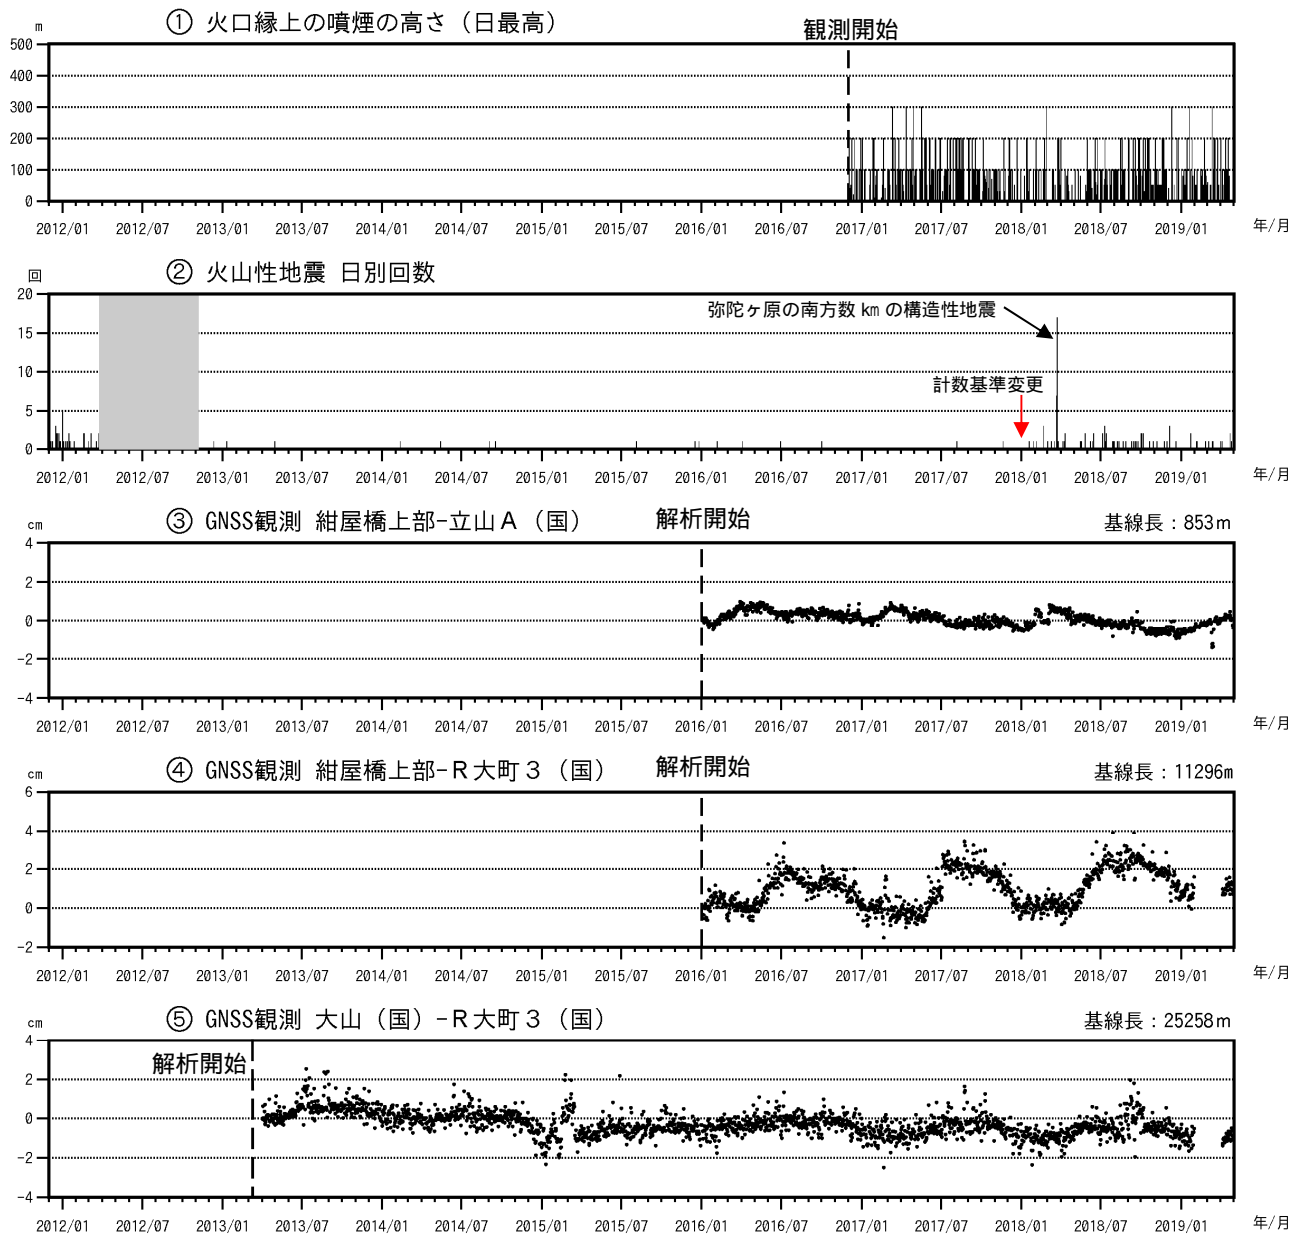 ① 火口縁上の噴煙の高さ（日最高）
観測開始
m
500
400
300
200
100
0
2012/01 2012/07 2013/01 2013/07 2014/01 2014/07 2015/01 2015/07 2016/01 2016/07 2017/01 2017/07 2018/01 2018/07 2019/01 年/月
② 火山性地震 日別回数
回
20
15
10
5
0
弥陀ヶ原の南方数 km の構造性地震
計数基準変更
2012/01 2012/07 2013/01 2013/07 2014/01 2014/07 2015/01 2015/07 2016/01 2016/07 2017/01 2017/07 2018/01 2018/07 2019/01 年/月
③ GNSS観測 紺屋橋上部-立山A（国） 解析開始 基線長：853m
cm
4
2
0
-2
-4
2012/01 2012/07 2013/01 2013/07 2014/01 2014/07 2015/01 2015/07 2016/01 2016/07 2017/01 2017/07 2018/01 2018/07 2019/01 年/月
④ GNSS観測 紺屋橋上部-R大町3（国） 解析開始 基線長：11296m
cm
6
4
2
0
-2
2012/01 2012/07 2013/01 2013/07 2014/01 2014/07 2015/01 2015/07 2016/01 2016/07 2017/01 2017/07 2018/01 2018/07 2019/01 年/月
⑤ GNSS観測 大山（国）-R大町3（国） 基線長：25258m
cm
4
2
0
-2
-4
解析開始
2012/01 2012/07 2013/01 2013/07 2014/01 2014/07 2015/01 2015/07 2016/01 2016/07 2017/01 2017/07 2018/01 2018/07 2019/01 年/月